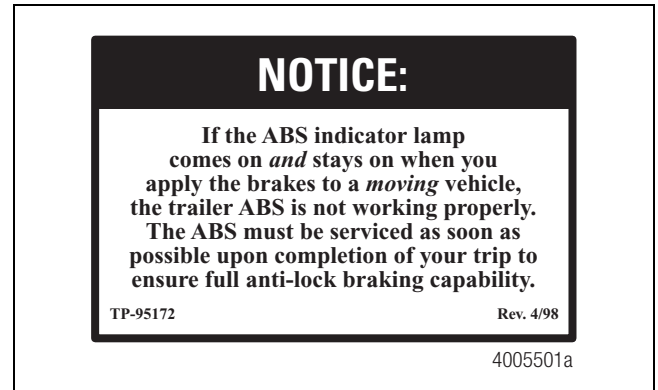 NOTICE:
If the ABS indicator lamp
comes on and stays on when you
apply the brakes to a moving vehicle,
the trailer ABS is not working properly.
The ABS must be serviced as soon as
possible upon completion of your trip to
ensure full anti-lock braking capability.
TP-95172 Rev. 4/98
4005501a